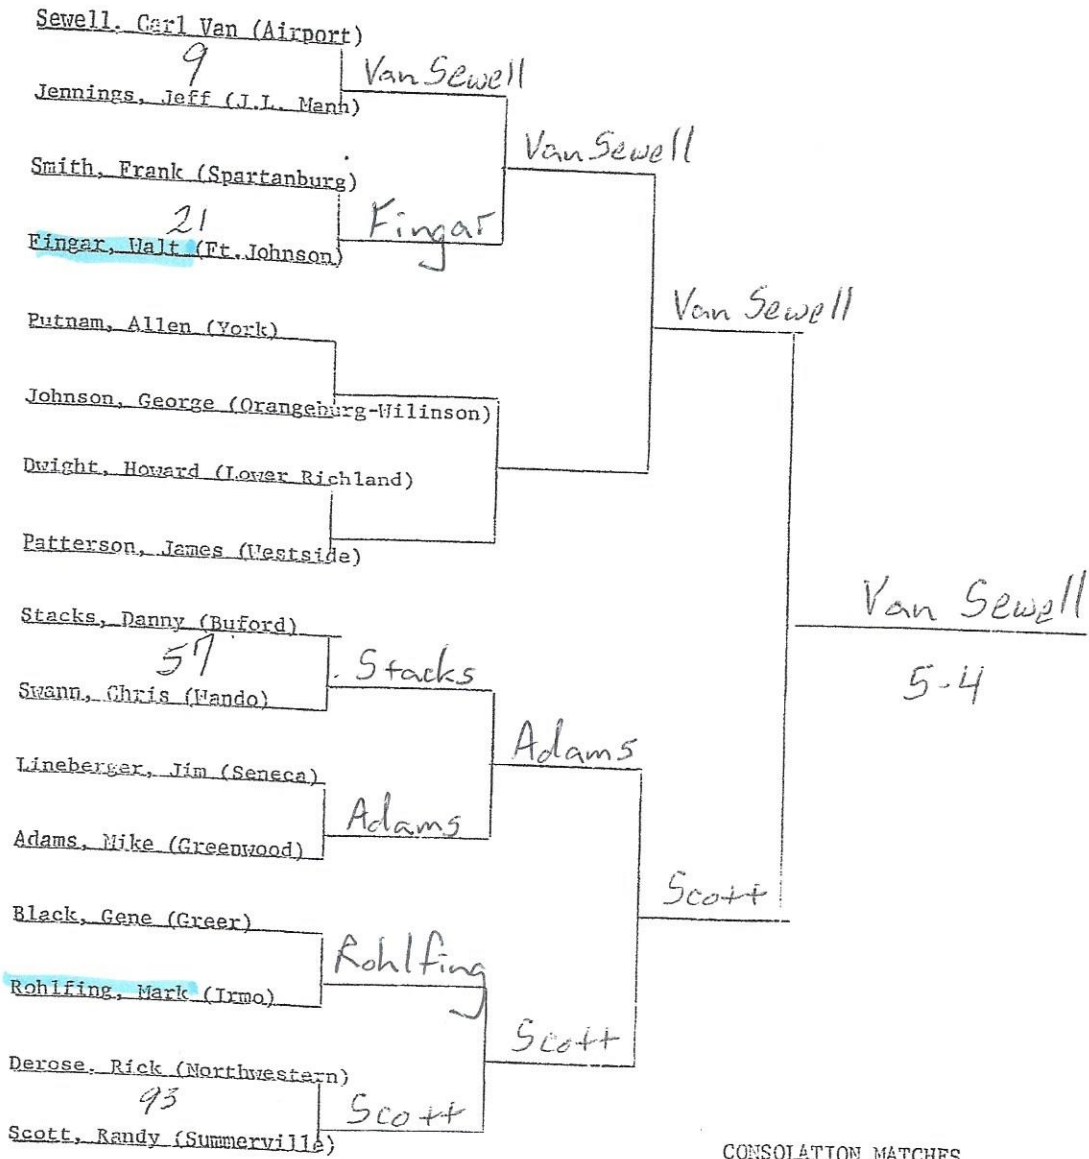 Sewell, Carl Van (Airport)
9
Van Sewell
Jennings, Jeff (J.L. Mann)
Van Sewell
Smith, Frank (Spartanburg)
21
Fingar
Fingar, Walt (Ft.Johnson)
Van Sewell
Putnam, Allen (York)
Johnson, George (Orangeburg-Wilinson)
Dwight, Howard (Lower Richland)
Patterson, James (Westside)
Van Sewell
5-4
Stacks, Danny (Buford)
57
Stacks
Swann, Chris (Hando)
Adams
Lineberger, Jim (Seneca)
Adams
Adams, Mike (Greenwood)
Scott
Black, Gene (Greer)
Rohlfing
Rohlfing, Mark (Irmo)
Scott
Derose, Rick (Northwestern)
93
Scott
Scott, Randy (Summerville)
CONSOLATION MATCHES